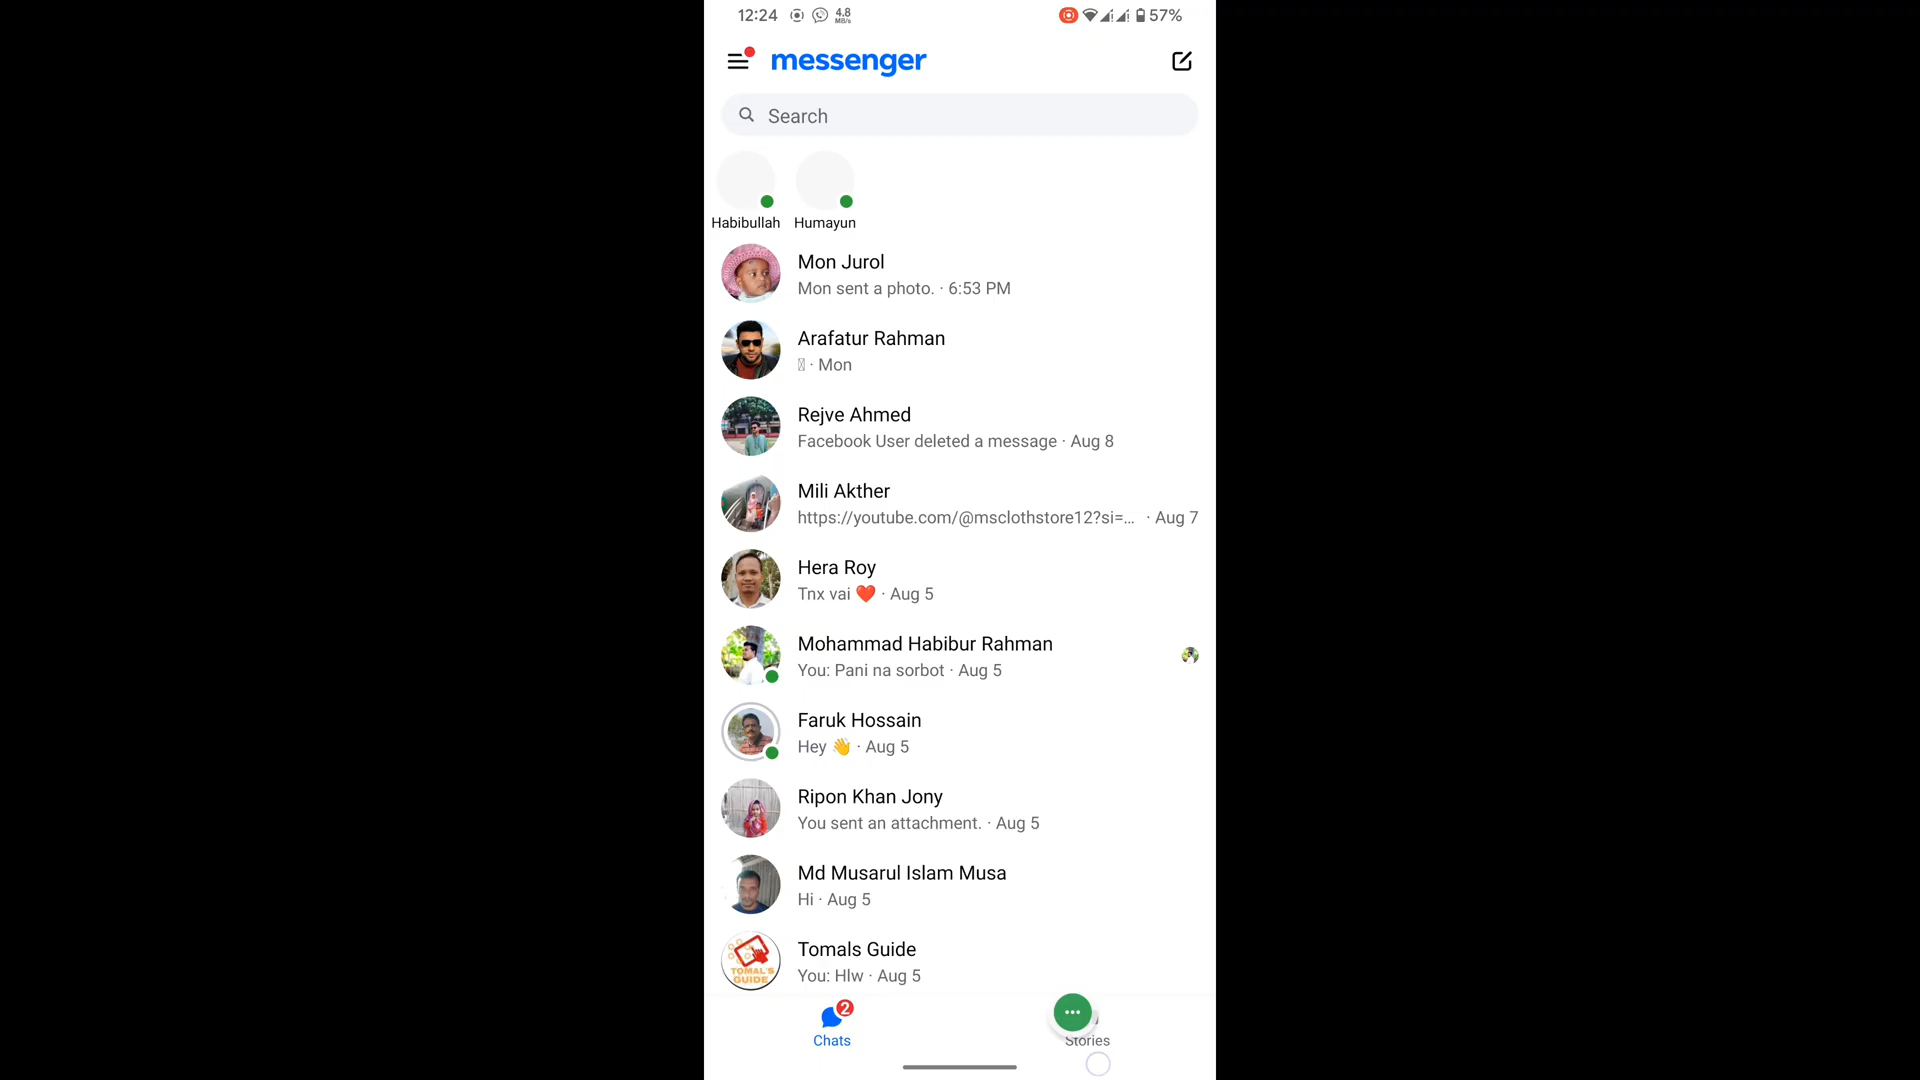 12:24 4.8 MB/s 57%
messenger
Search
Habibullah Humayun
Mon Jurol
Mon sent a photo. · 6:53 PM
Arafatur Rahman
· Mon
Rejve Ahmed
Facebook User deleted a message · Aug 8
Mili Akther
https://youtube.com/@msclothstore12?si=... · Aug 7
Hera Roy
Tnx vai ❤️ · Aug 5
Mohammad Habibur Rahman
You: Pani na sorbot · Aug 5
Faruk Hossain
Hey 👋 · Aug 5
Ripon Khan Jony
You sent an attachment. · Aug 5
Md Musarul Islam Musa
Hi · Aug 5
Tomals Guide
TOMAL'S GUIDE
You: Hlw · Aug 5
2
Chats Stories